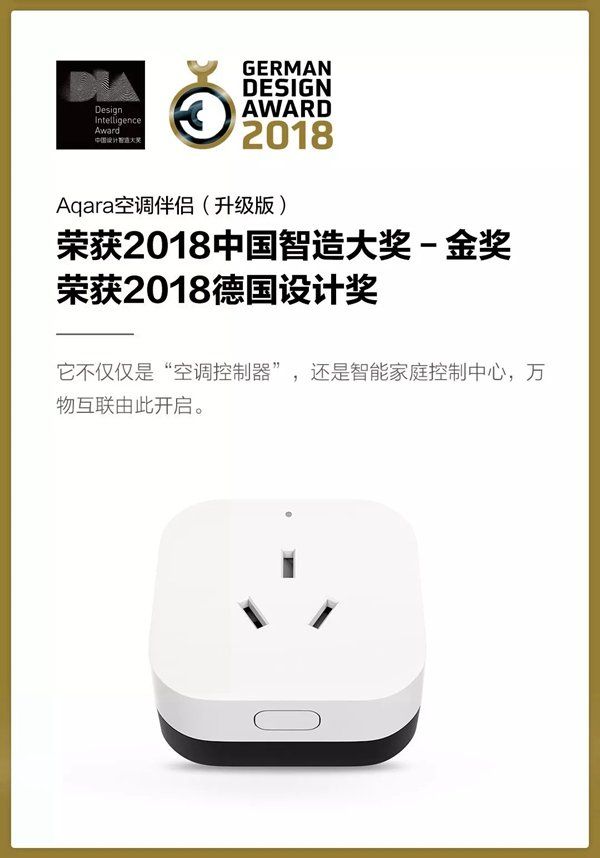 DIA
Design
Intelligence
Award
中国设计智造大奖
GERMAN
DESIGN
AWARD
2018
Aqara空调伴侣（升级版）
荣获2018中国智造大奖－金奖
荣获2018德国设计奖
它不仅仅是“空调控制器”，还是智能家庭控制中心，万
物互联由此开启。